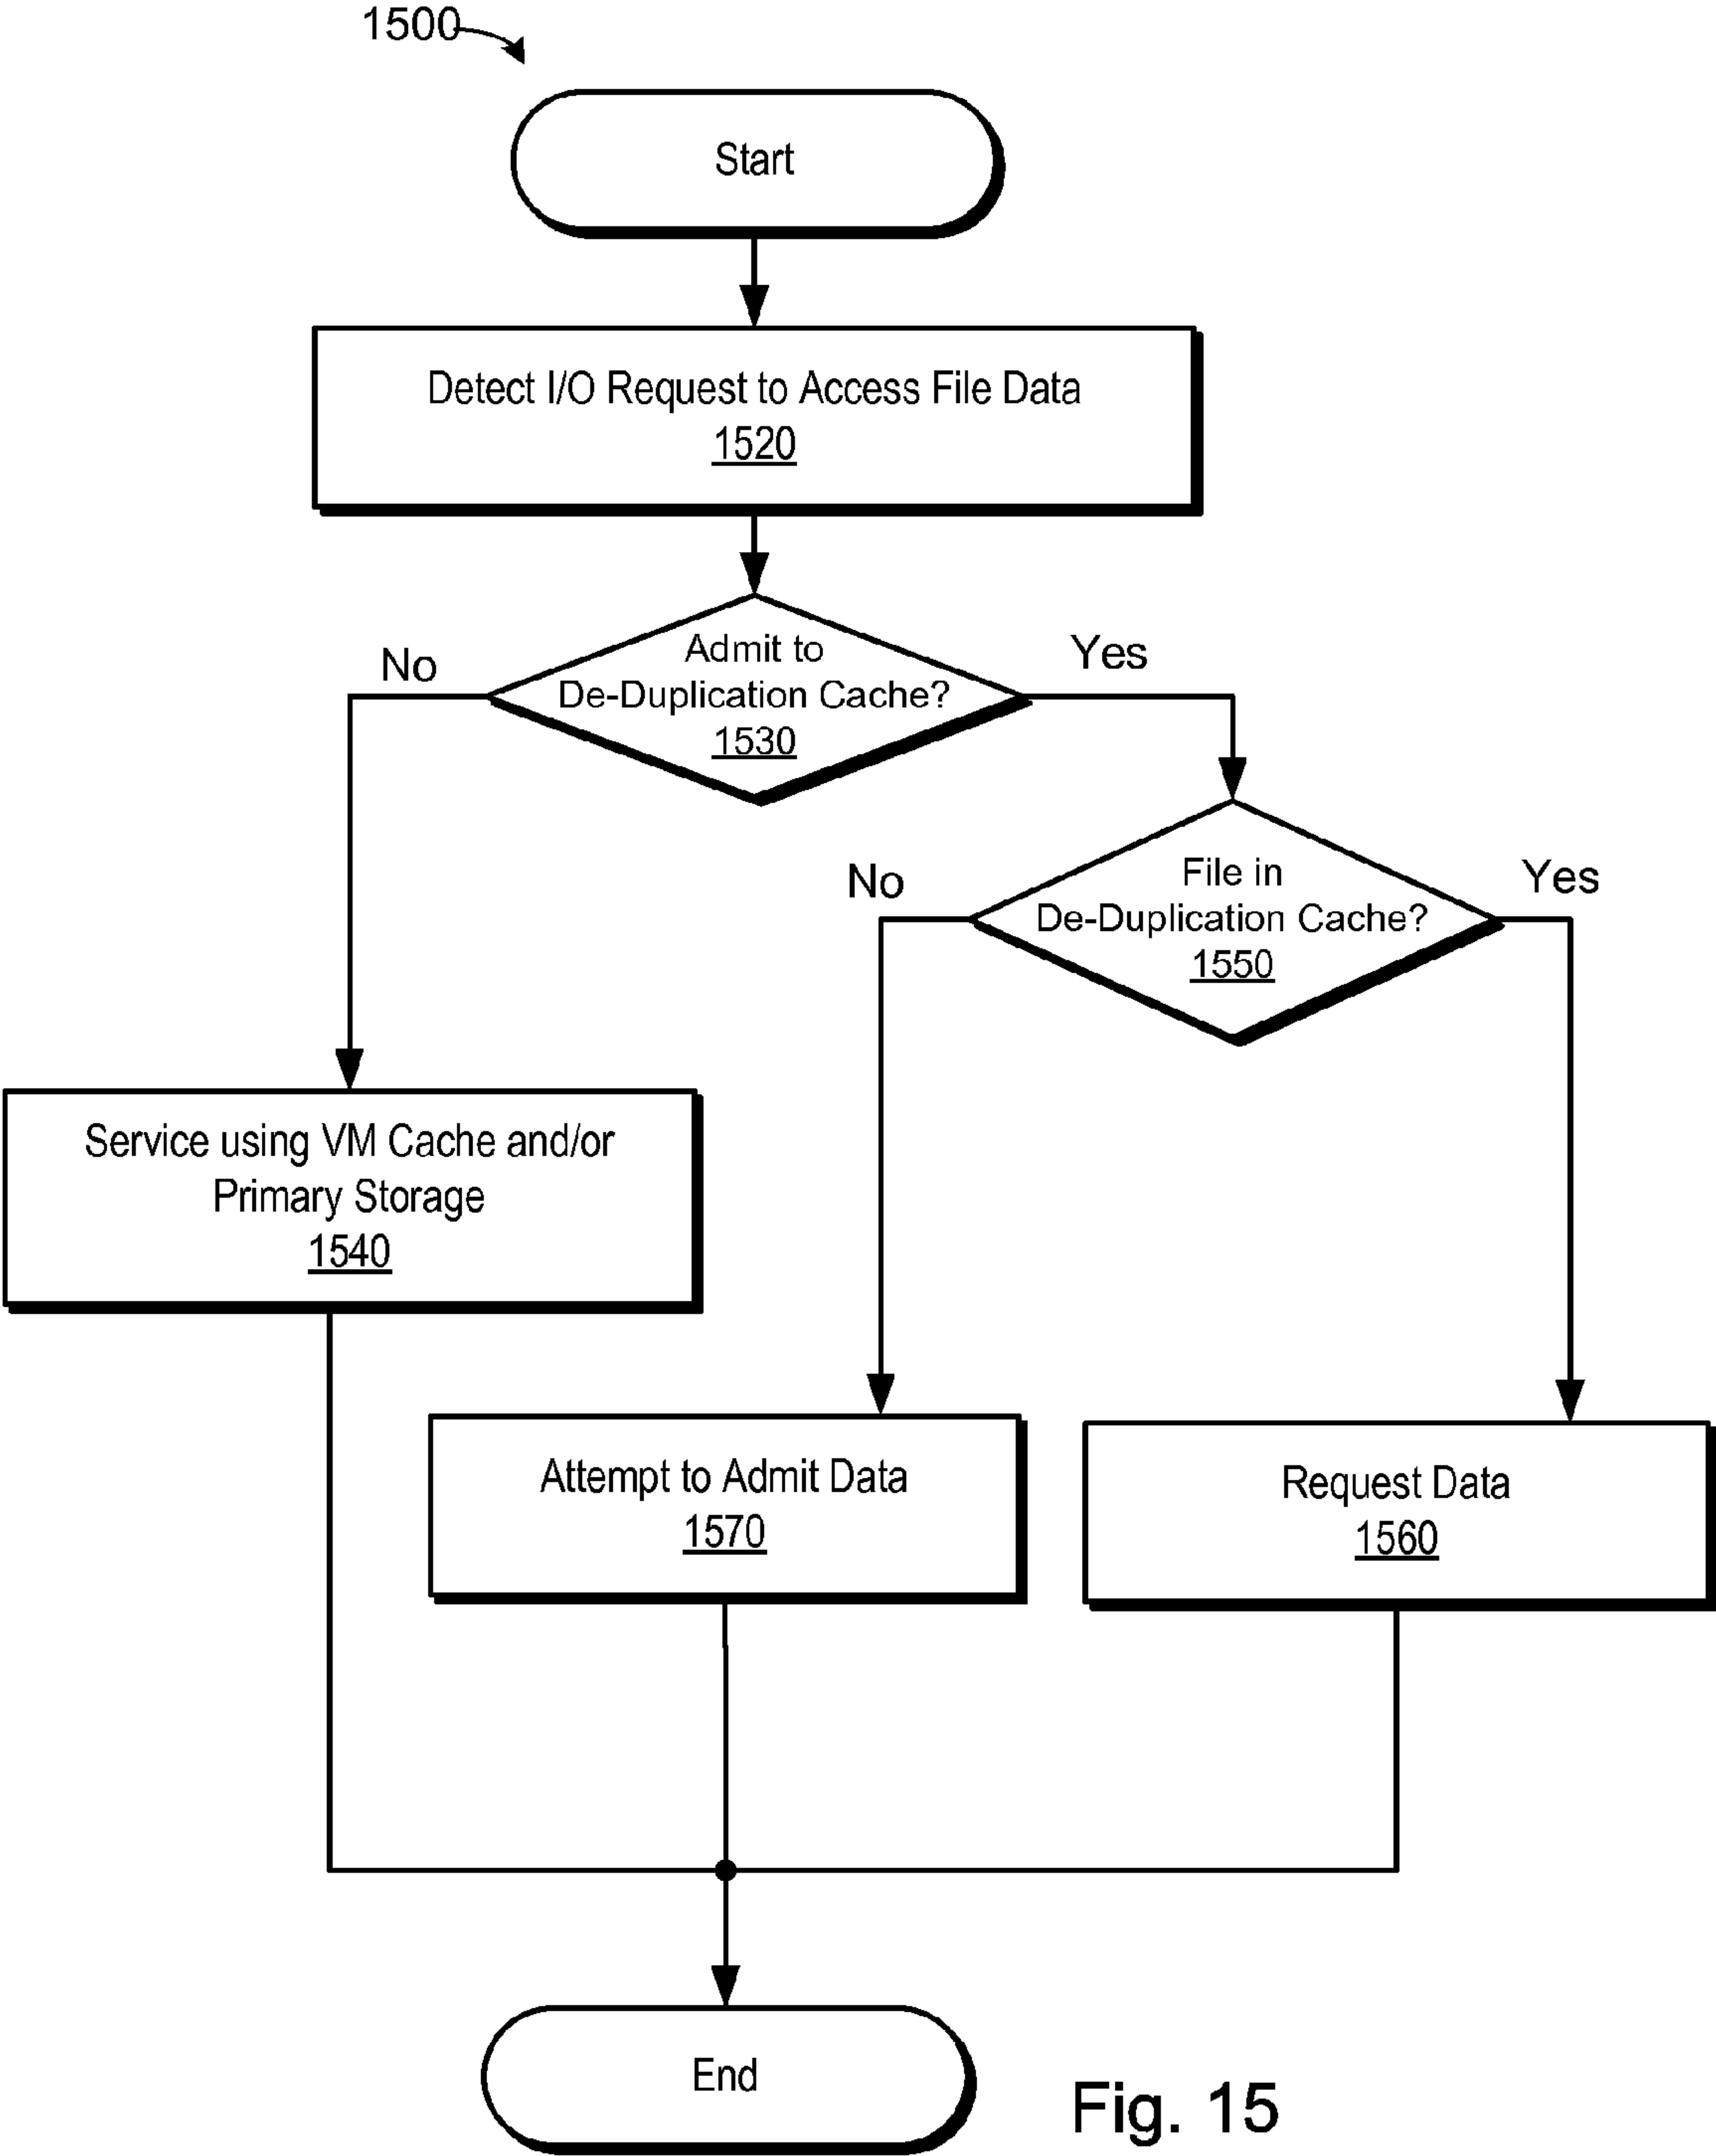 1500
Start
Detect I/O Request to Access File Data
1520
Admit to
De-Duplication Cache?
1530
No
Yes
File in
De-Duplication Cache?
1550
No
Yes
Service using VM Cache and/or
Primary Storage
1540
Attempt to Admit Data
1570
Request Data
1560
End
Fig. 15